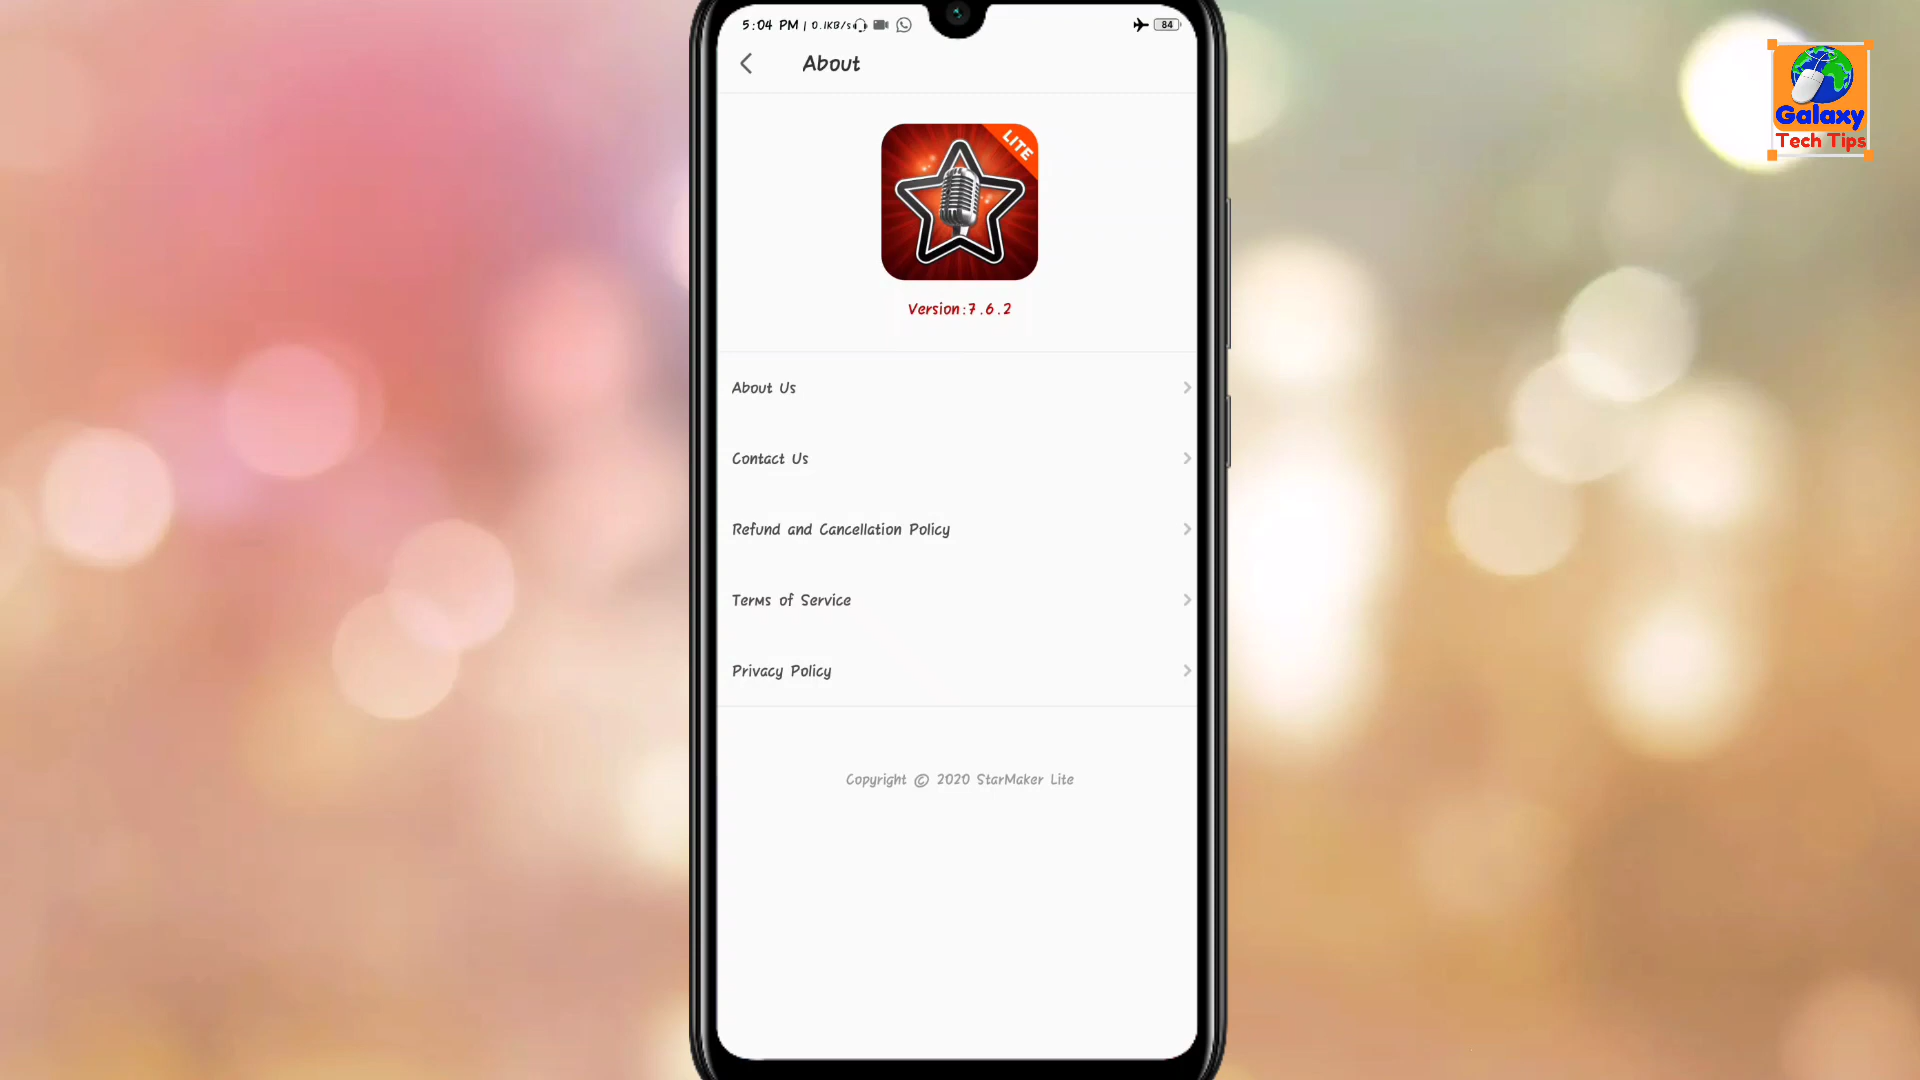 5:04 PM | 0.1KB/s
84
About
LITE
Version:7.6.2
About Us
Contact Us
Refund and Cancellation Policy
Terms of Service
Privacy Policy
Copyright © 2020 StarMaker Lite
Galaxy
Tech Tips